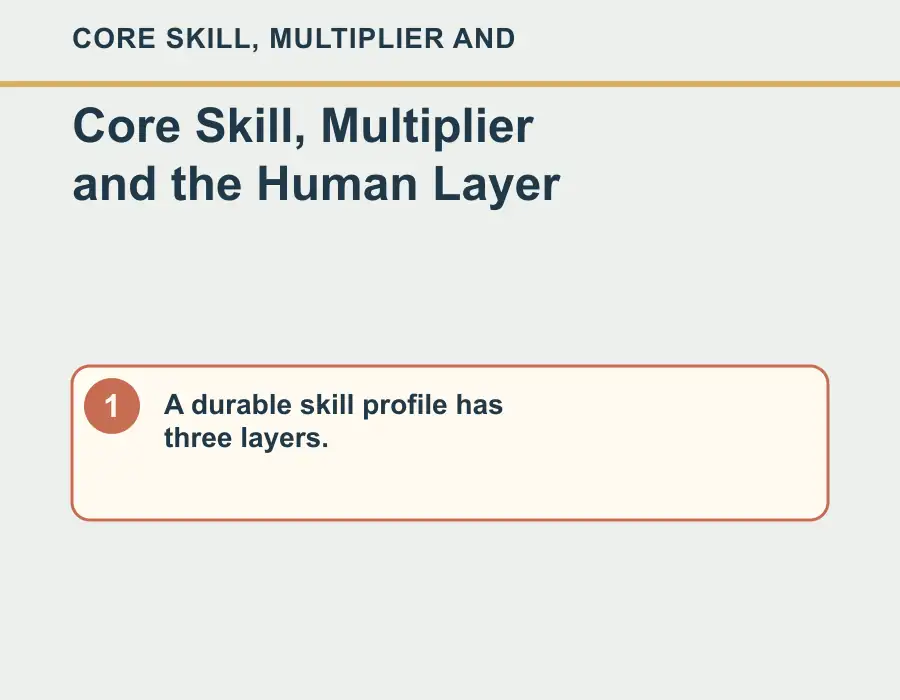 CORE SKILL, MULTIPLIER AND
Core Skill, Multiplier
and the Human Layer
1
A durable skill profile has
three layers.